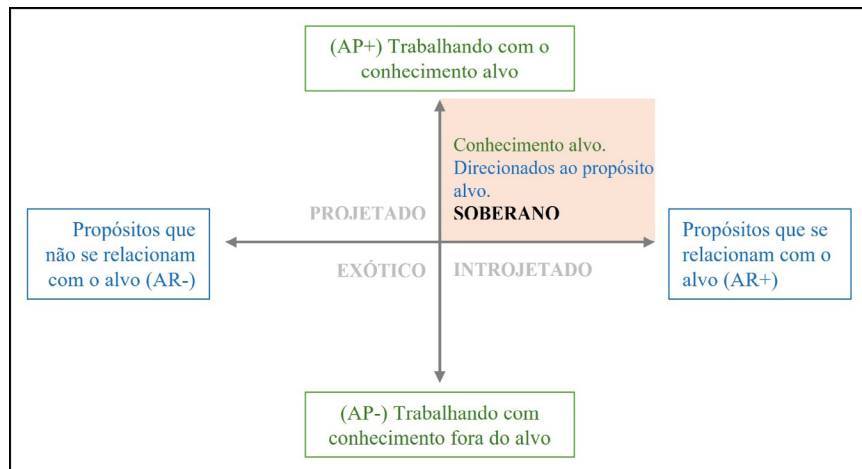 (AP+) Trabalhando com o
conhecimento alvo
Conhecimento alvo.
Direcionados ao propósito
alvo.
PROJETADO
SOBERANO
Propósitos que
não se relacionam
com o alvo (AR-)
Propósitos que se
relacionam com o
alvo (AR+)
EXÓTICO
INTROJETADO
(AP-) Trabalhando com
conhecimento fora do alvo